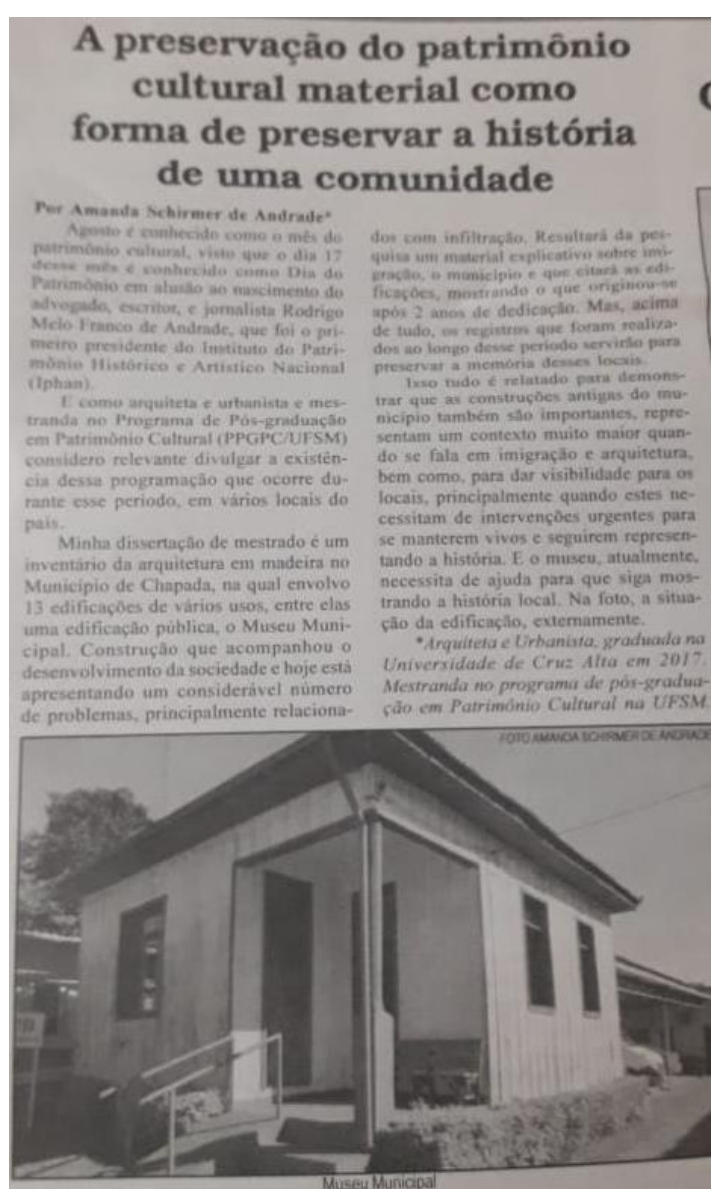 A preservação do patrimônio
cultural material como
forma de preservar a história
de uma comunidade
Por Amanda Schirmer de Andrade*
Agosto é conhecido como o mês do
patrimônio cultural, visto que o dia 17
desse mês é conhecido como Dia do
Patrimônio em alusão ao nascimento do
advogado, escritor, e jornalista Rodrigo
Melo Franco de Andrade, que foi o pri-
meiro presidente do Instituto do Patri-
mônio Histórico e Artístico Nacional
(Iphan).
E como arquiteta e urbanista e mes-
tranda no Programa de Pós-graduação
em Patrimônio Cultural (PPGPC/UFSM)
considero relevante divulgar a existên-
cia dessa programação que ocorre du-
rante esse período, em vários locais do
país.
Minha dissertação de mestrado é um
inventário da arquitetura em madeira no
Município de Chapada, na qual envolvo
13 edificações de vários usos, entre elas
uma edificação pública, o Museu Muni-
cipal. Construção que acompanhou o
desenvolvimento da sociedade e hoje está
apresentando um considerável número
de problemas, principalmente relaciona-
dos com infiltração. Resultará da pes-
quisa um material explicativo sobre imi-
gração, o município e que citará as edi-
ficações, mostrando o que originou-se
após 2 anos de dedicação. Mas, acima
de tudo, os registros que foram realiza-
dos ao longo desse período servirão para
preservar a memória desses locais.
Isso tudo é relatado para demons-
trar que as construções antigas do mu-
nicípio também são importantes, repre-
sentam um contexto muito maior quan-
do se fala em imigração e arquitetura,
bem como, para dar visibilidade para os
locais, principalmente quando estes ne-
cessitam de intervenções urgentes para
se manterem vivos e seguirem represen-
tando a história. E o museu, atualmente,
necessita de ajuda para que siga mos-
trando a história local. Na foto, a situa-
ção da edificação, externamente.
*Arquiteta e Urbanista, graduada na
Universidade de Cruz Alta em 2017.
Mestranda no programa de pós-gradua-
ção em Patrimônio Cultural na UFSM.
FOTO AMANDA SCHIRMER DE ANDRADE
Museu Municipal